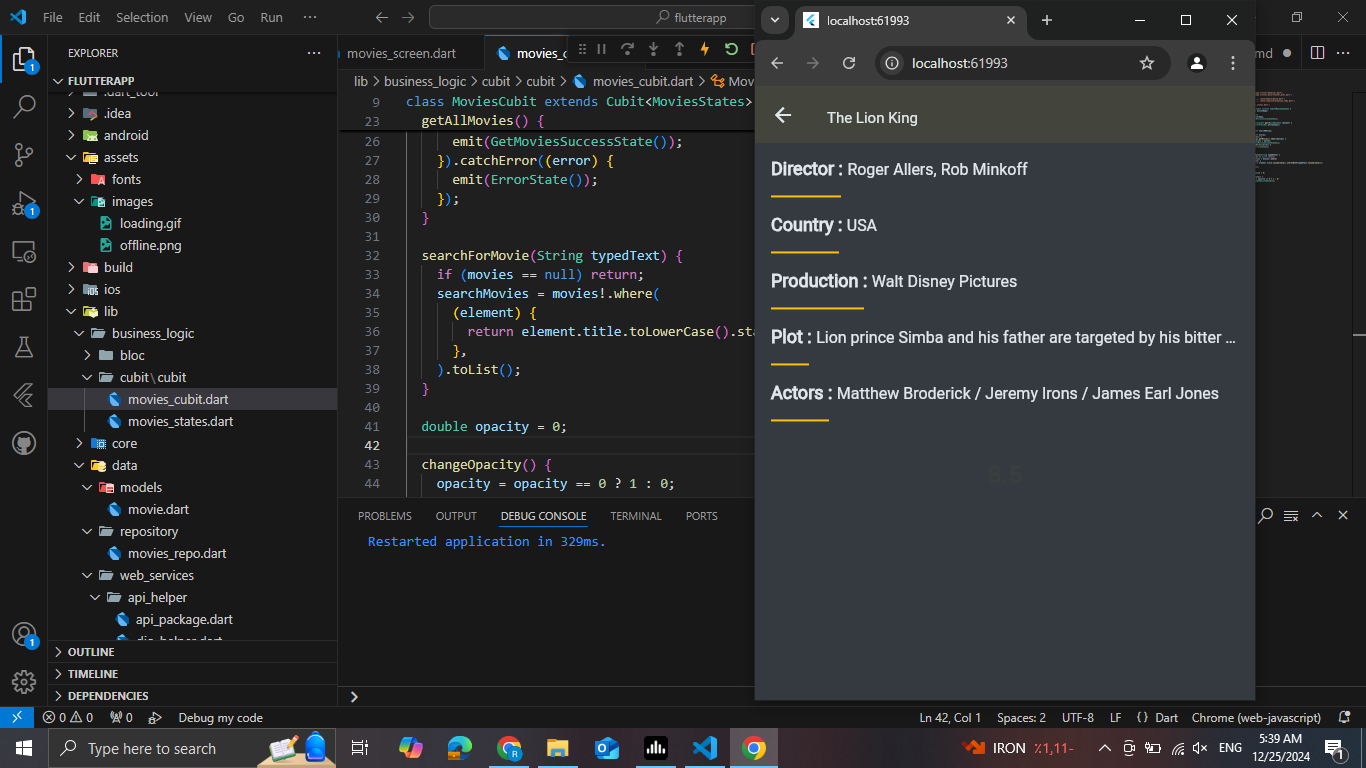 File Edit Selection View Go Run ···
flutterapp
localhost:61993
EXPLORER
FLUTTERAPP
.dart_tool
.idea
android
assets
fonts
images
loading.gif
offline.png
build
ios
lib
business_logic
bloc
cubit\cubit
movies_cubit.dart
movies_states.dart
core
data
models
movie.dart
repository
movies_repo.dart
web_services
api_helper
api_package.dart
dio_helper.dart
OUTLINE
TIMELINE
DEPENDENCIES
movies_screen.dart movies_c
lib > business_logic > cubit > cubit > movies_cubit.dart > Mov
9 class MoviesCubit extends Cubit<MoviesStates>
23 getAllMovies() {
26 emit(GetMoviesSuccessState());
27 }).catchError((error) {
28 emit(ErrorState());
29 });
30 }
31
32 searchForMovie(String typedText) {
33 if (movies == null) return;
34 searchMovies = movies!.where(
35 (element) {
36 return element.title.toLowerCase().sta
37 },
38 ).toList();
39 }
40
41 double opacity = 0;
42
43 changeOpacity() {
44 opacity = opacity == 0 ? 1 : 0;
PROBLEMS OUTPUT DEBUG CONSOLE TERMINAL PORTS
Restarted application in 329ms.
md
localhost:61993
The Lion King
Director : Roger Allers, Rob Minkoff
Country : USA
Production : Walt Disney Pictures
Plot : Lion prince Simba and his father are targeted by his bitter ...
Actors : Matthew Broderick / Jeremy Irons / James Earl Jones
8.5
0 0 0 Debug my code Ln 42, Col 1 Spaces: 2 UTF-8 LF {} Dart Chrome (web-javascript)
Type here to search
IRON ٪1,11- ENG 5:39 AM
12/25/2024
1